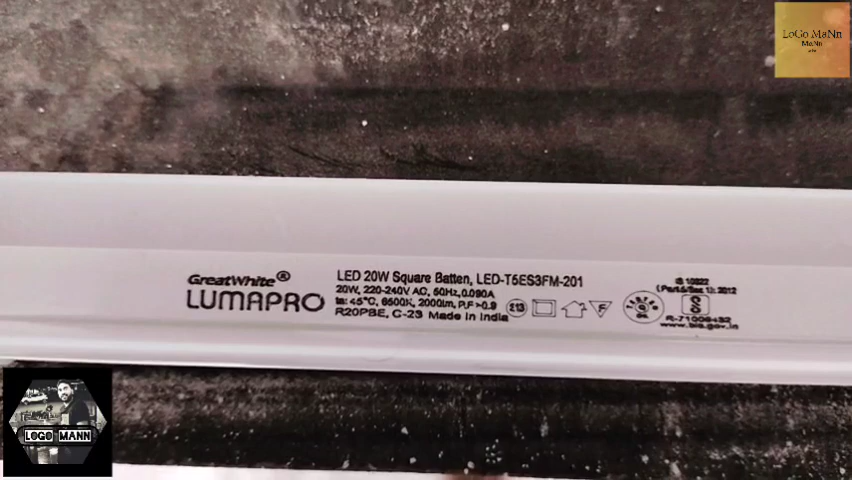 LoGo MaNn
MaNn
GreatWhite®
LUMAPRO
LED 20W Square Batten, LED-T5ES3FM-201
20W, 220-240V AC, 50Hz, 0.090A
ta: 45°C, 6500K, 2000lm, P.F >0.9
R20PBE, C-23 Made in India
IS 10322
(Part5/Sec 1): 2012
www.bis.gov.in
LOGO MANN